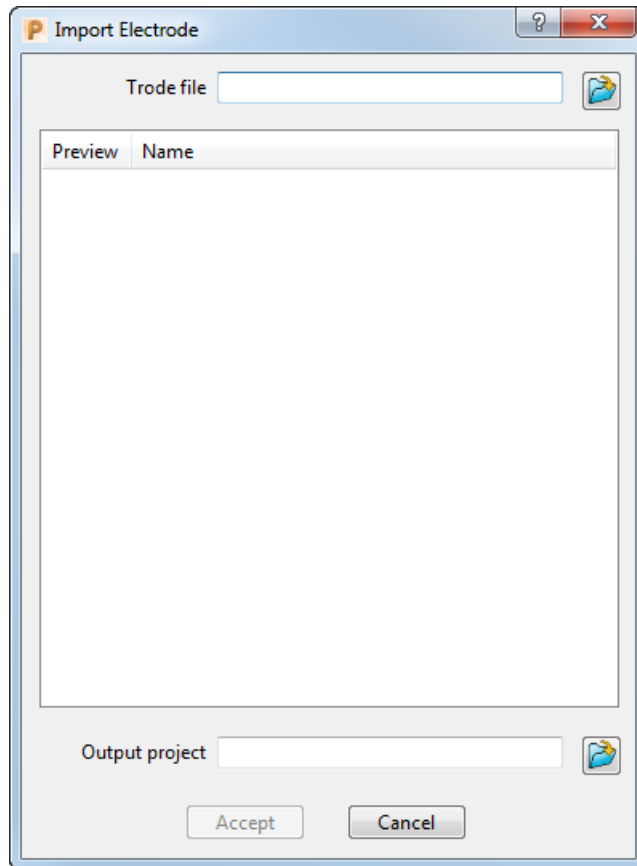 Import Electrode
Trode file
Preview Name
Output project
Accept Cancel